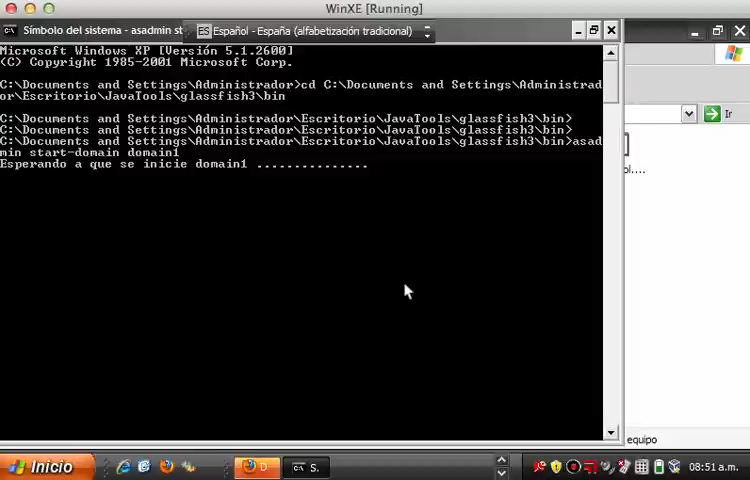 WinXE [Running]
Símbolo del sistema - asadmin st
ES Español - España (alfabetización tradicional)
Microsoft Windows XP [Versión 5.1.2600]
(C) Copyright 1985-2001 Microsoft Corp.
C:\Documents and Settings\Administrador>cd C:\Documents and Settings\Administrad
or\Escritorio\JavaTools\glassfish3\bin
C:\Documents and Settings\Administrador\Escritorio\JavaTools\glassfish3\bin>
C:\Documents and Settings\Administrador\Escritorio\JavaTools\glassfish3\bin>
C:\Documents and Settings\Administrador\Escritorio\JavaTools\glassfish3\bin>asad
min start-domain domain1
Esperando a que se inicie domain1 ...............
Ir
ol....
equipo
Inicio
D
S.
08:51 a.m.